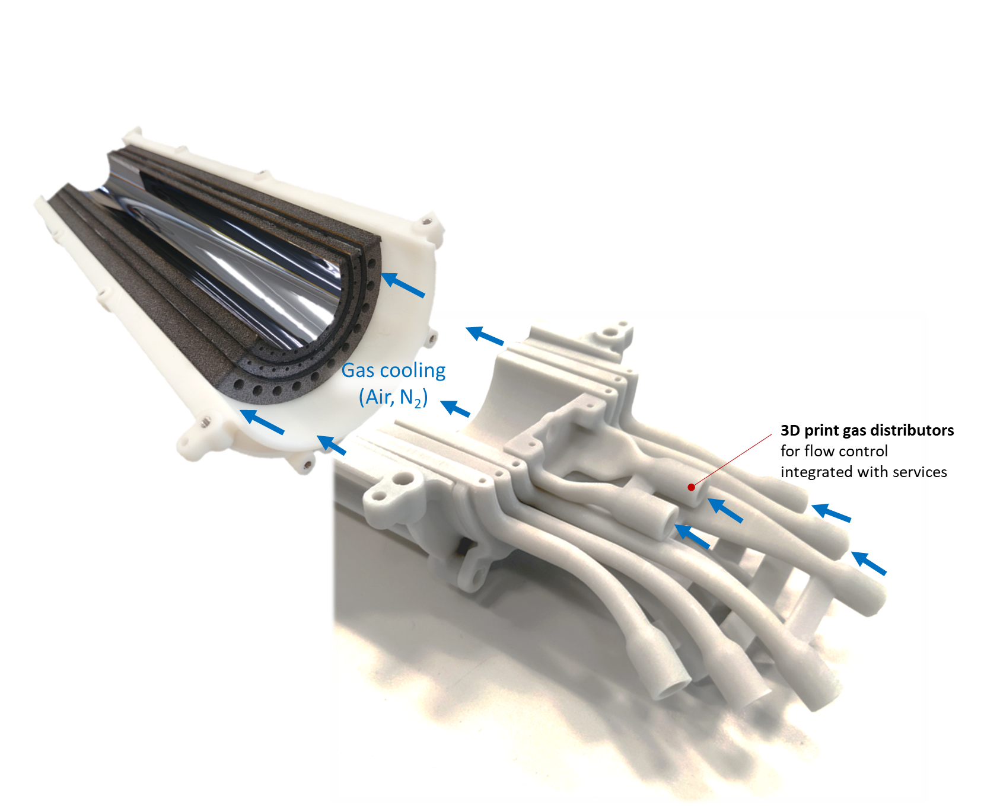 Gas cooling
(Air, N₂)
3D print gas distributors
for flow control
integrated with services